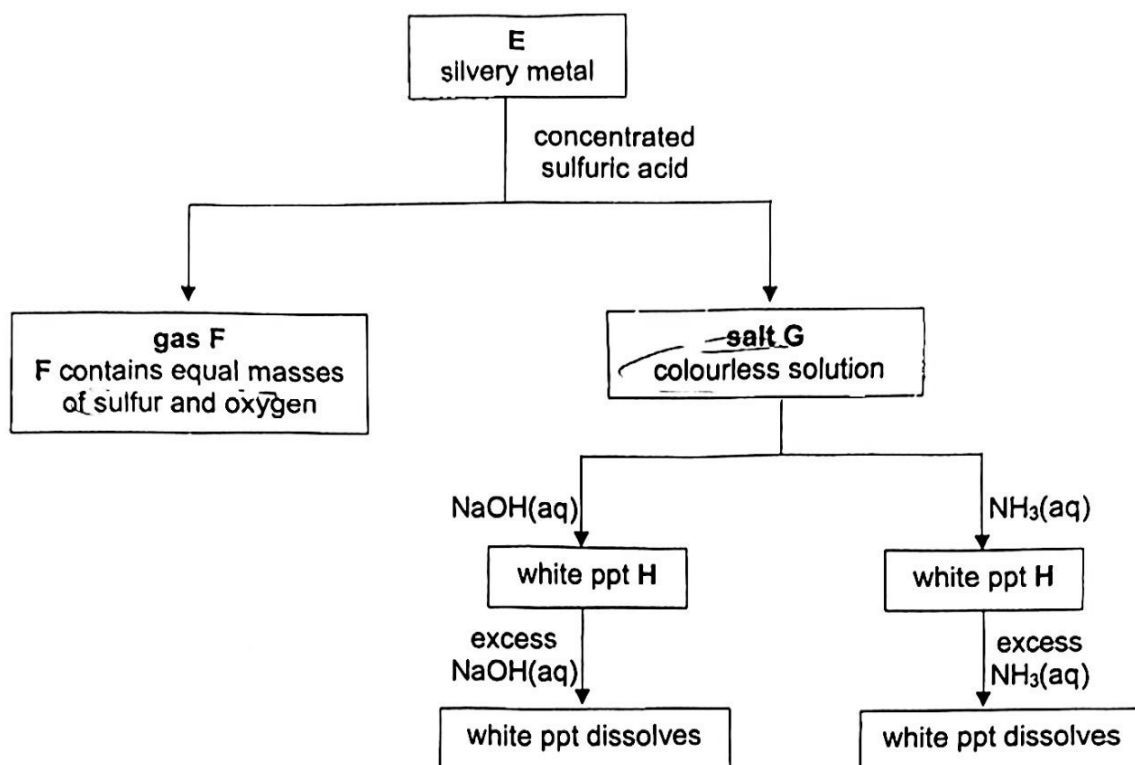 E
silvery metal
concentrated
sulfuric acid
gas F
F contains equal masses
of sulfur and oxygen
salt G
colourless solution
NaOH(aq)
NH₃(aq)
white ppt H
white ppt H
excess
NaOH(aq)
excess
NH₃(aq)
white ppt dissolves
white ppt dissolves